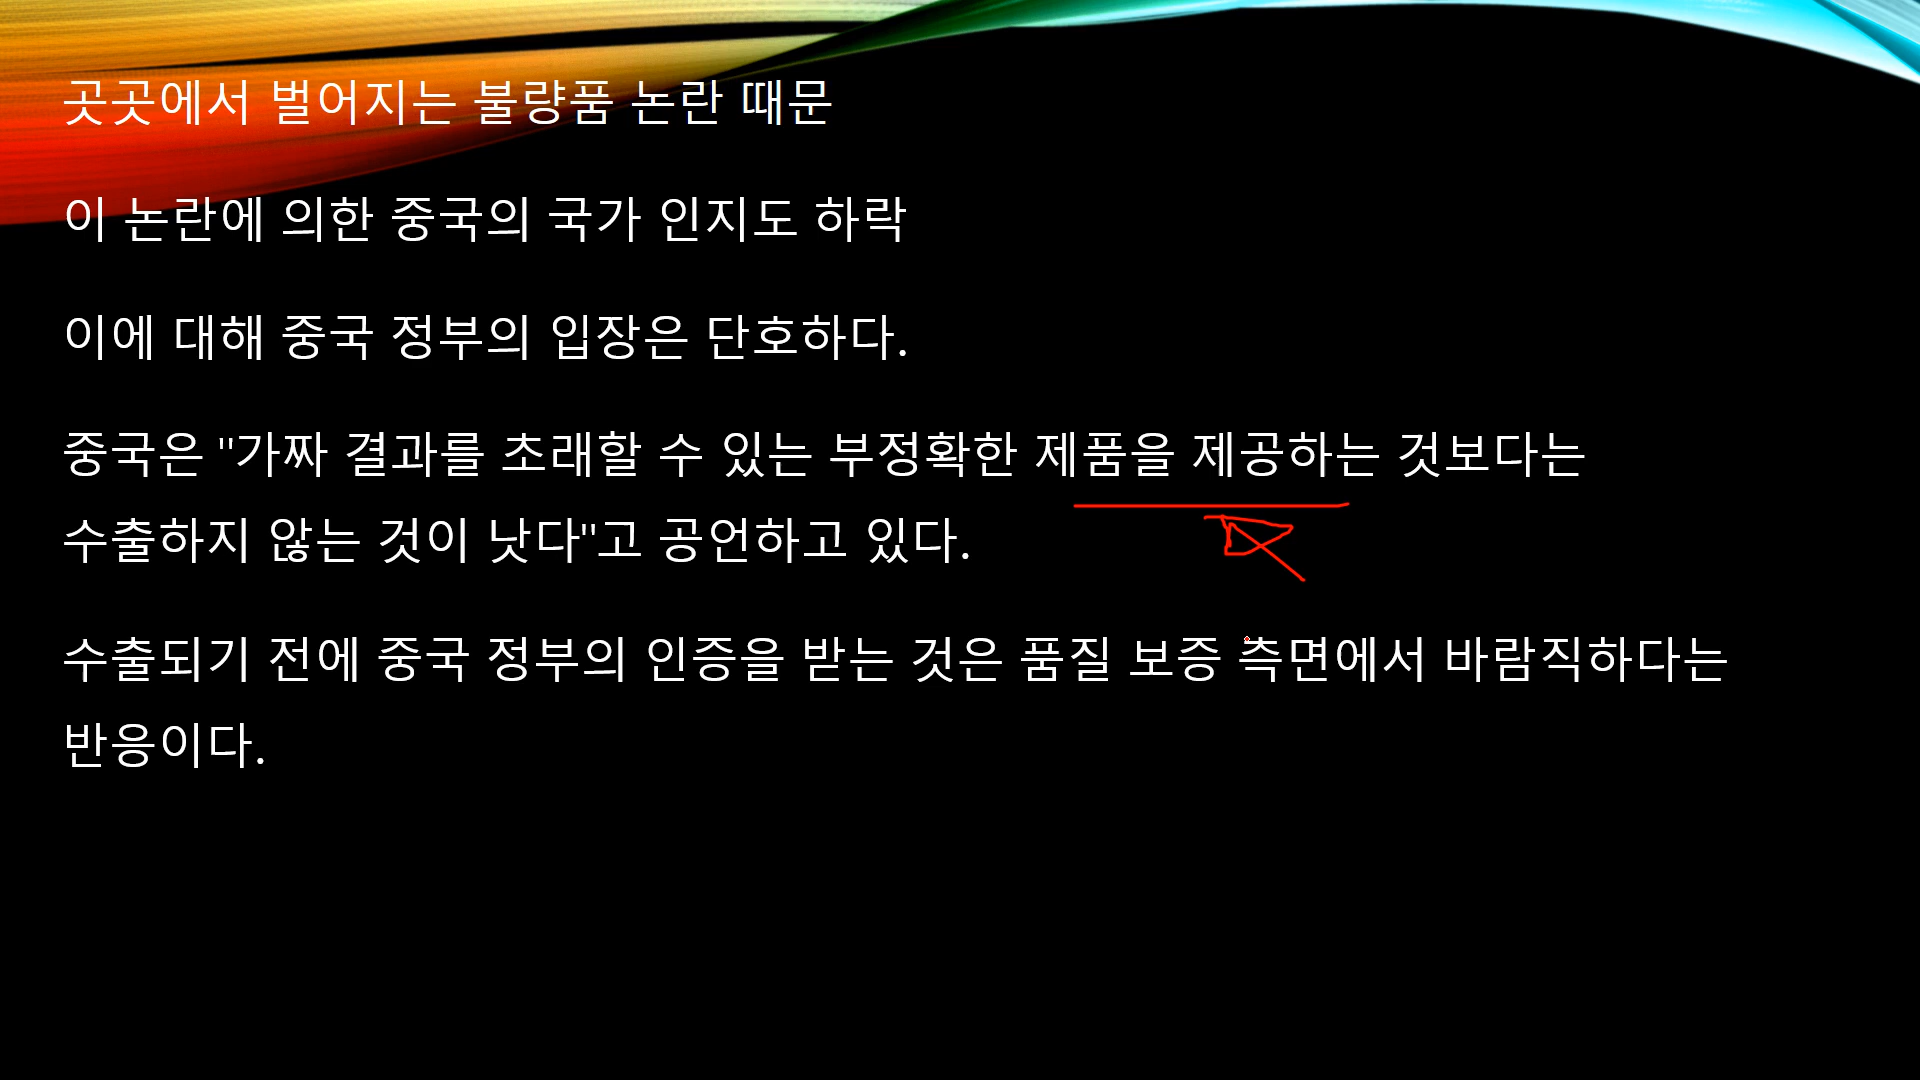 곳곳에서 벌어지는 불량품 논란 때문
이 논란에 의한 중국의 국가 인지도 하락
이에 대해 중국 정부의 입장은 단호하다.
중국은 "가짜 결과를 초래할 수 있는 부정확한 제품을 제공하는 것보다는
수출하지 않는 것이 낫다"고 공언하고 있다.
수출되기 전에 중국 정부의 인증을 받는 것은 품질 보증 측면에서 바람직하다는
반응이다.